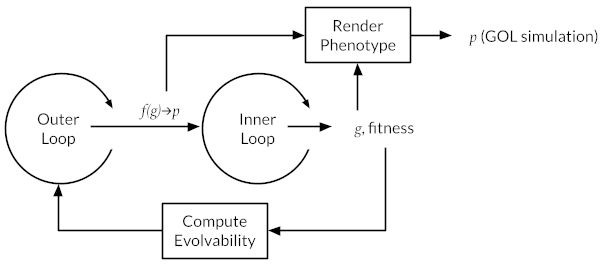 Render
Phenotype
p (GOL simulation)
Outer
Loop
f(g)→p
Inner
Loop
g, fitness
Compute
Evolvability